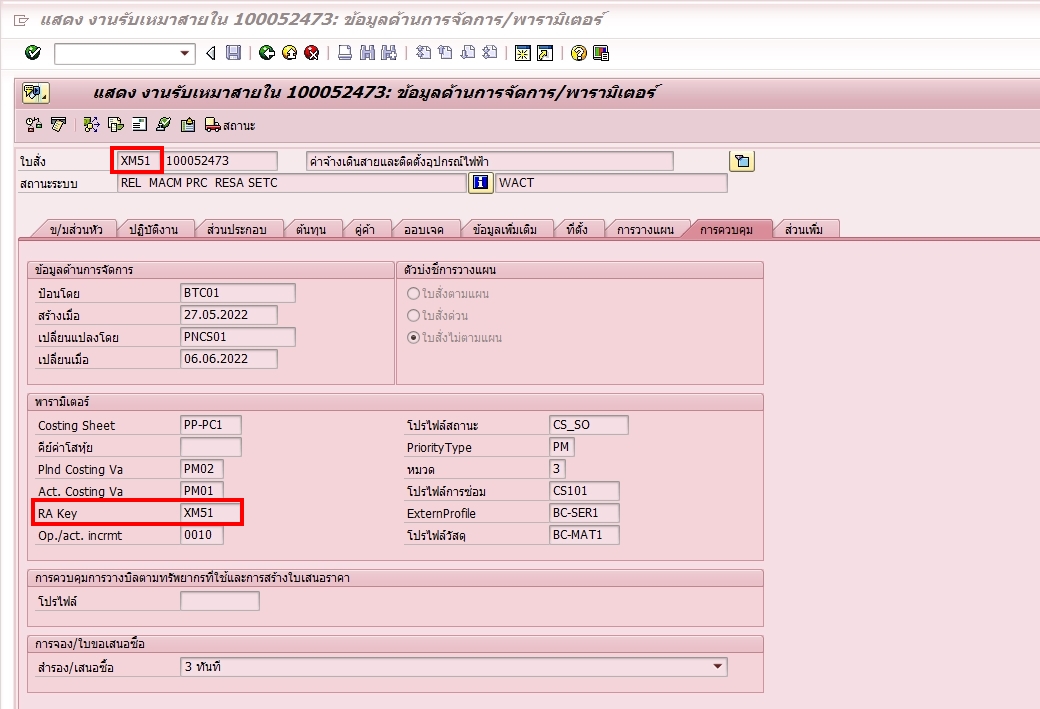 แสดง งานรับเหมาสายใน 100052473: ข้อมูลด้านการจัดการ/พารามิเตอร์
แสดง งานรับเหมาสายใน 100052473: ข้อมูลด้านการจัดการ/พารามิเตอร์
สถานะ
ใบสั่ง XM51 100052473 ค่าจ้างเดินสายและติดตั้งอุปกรณ์ไฟฟ้า
สถานะระบบ REL MACM PRC RESA SETC WACT
ข/มส่วนหัว ปฏิบัติงาน ส่วนประกอบ ต้นทุน คู่ค้า ออบเจค ข้อมูลเพิ่มเติม ที่ตั้ง การวางแผน การควบคุม ส่วนเพิ่ม
ข้อมูลด้านการจัดการ
ป้อนโดย BTC01
สร้างเมื่อ 27.05.2022
เปลี่ยนแปลงโดย PNCS01
เปลี่ยนเมื่อ 06.06.2022
ตัวบ่งชี้การวางแผน
ใบสั่งตามแผน
ใบสั่งด่วน
ใบสั่งไม่ตามแผน
พารามิเตอร์
Costing Sheet PP-PC1 โปรไฟล์สถานะ CS_SO
คีย์ค่าโสหุ้ย PriorityType PM
Plnd Costing Va PM02 หมวด 3
Act. Costing Va PM01 โปรไฟล์การซ่อม CS101
RA Key XM51 ExternProfile BC-SER1
Op./act. incrmt 0010 โปรไฟล์วัสดุ BC-MAT1
การควบคุมการวางบิลตามทรัพยากรที่ใช้และการสร้างใบเสนอราคา
โปรไฟล์
การจอง/ใบขอเสนอซื้อ
สำรอง/เสนอซื้อ 3 ทันที